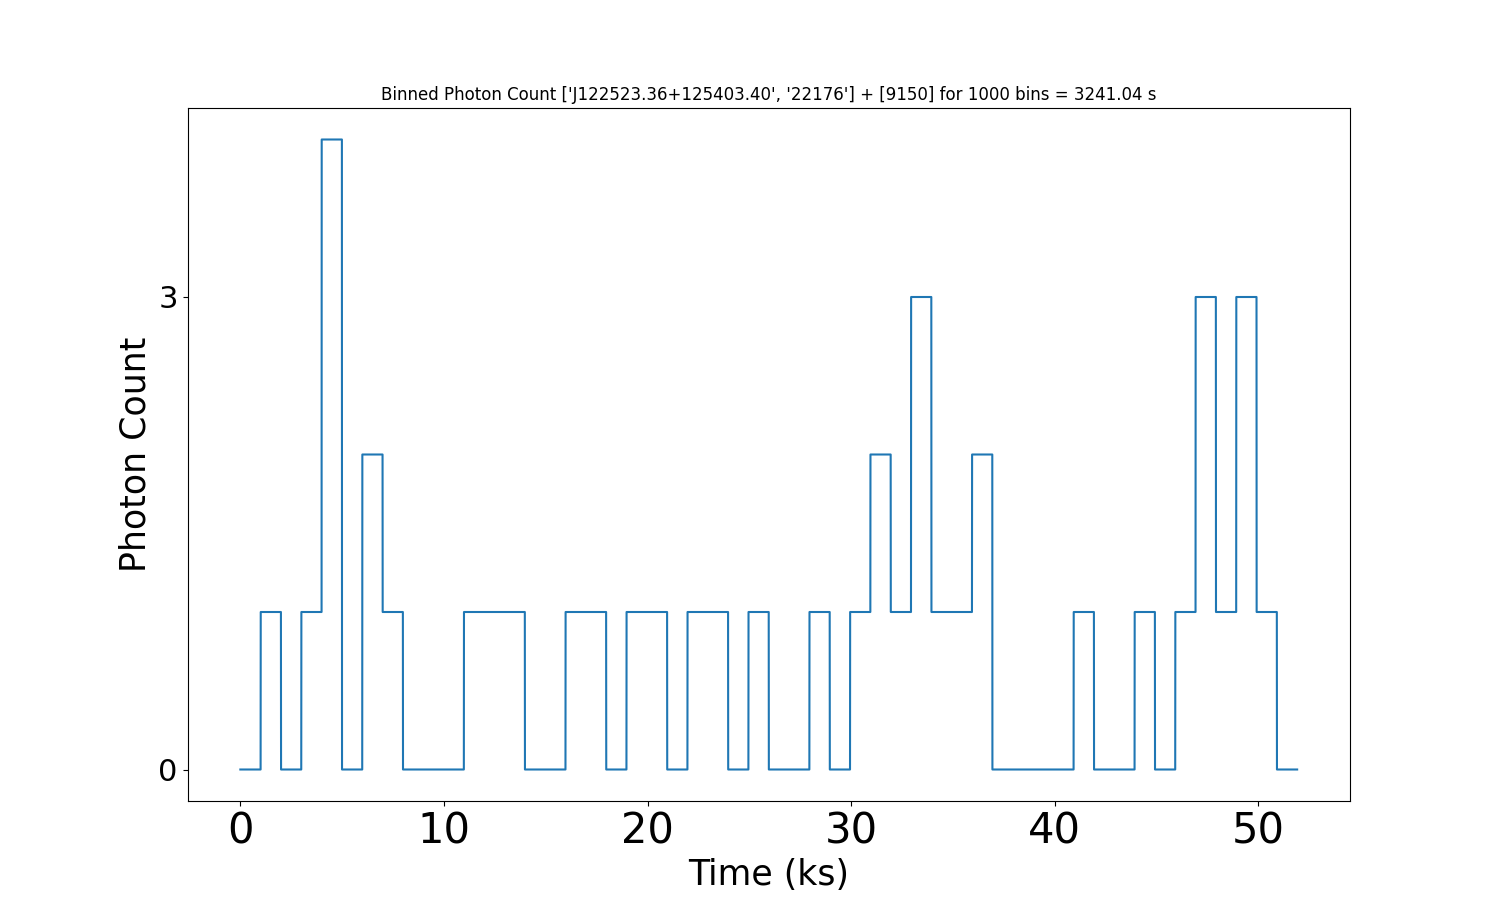 Binned Photon Count ['J122523.36+125403.40', '22176'] + [9150] for 1000 bins = 3241.04 s
Photon Count
3
0
0 10 20 30 40 50
Time (ks)